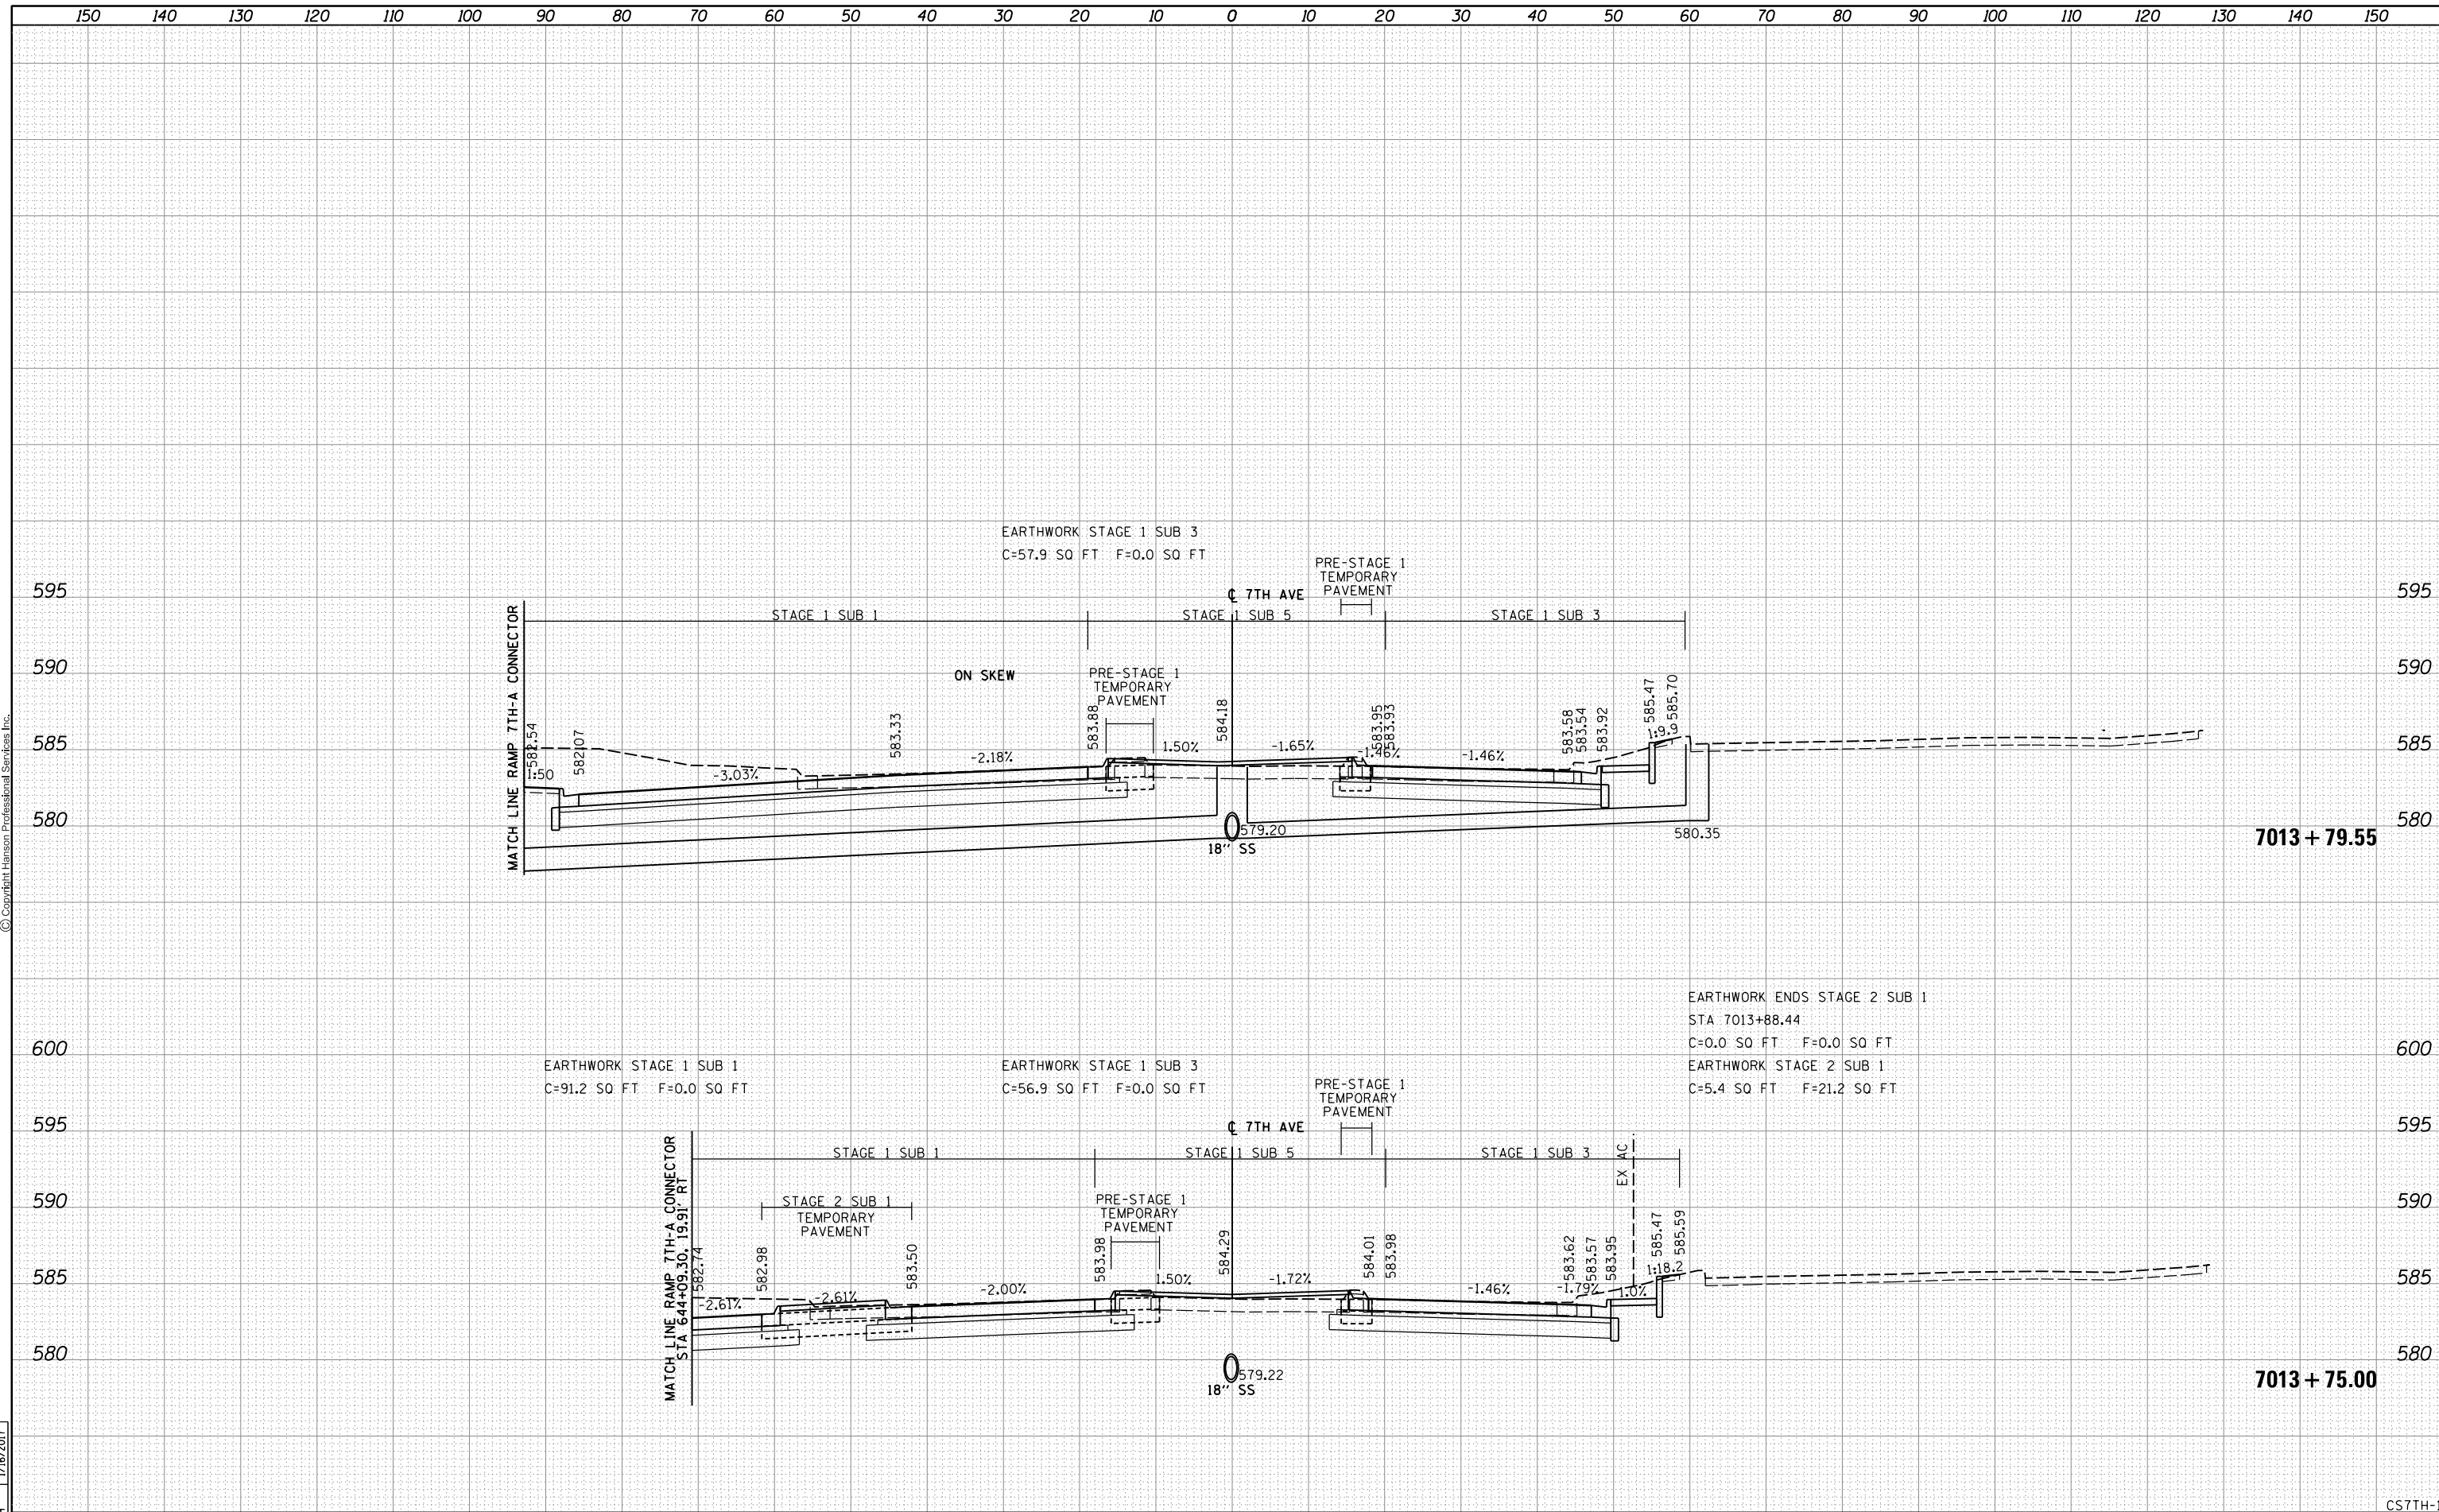 150 140 130 120 110 100 90 80 70 60 50 40 30 20 10 0 10 20 30 40 50 60 70 80 90 100 110 120 130 140 150
EARTHWORK STAGE 1 SUB 3
C=57.9 SQ FT F=0.0 SQ FT
PRE-STAGE 1
TEMPORARY
PAVEMENT
595
℄ 7TH AVE
595
STAGE 1 SUB 1
STAGE 1 SUB 5
STAGE 1 SUB 3
MATCH LINE RAMP 7TH-A CONNECTOR
590
ON SKEW
PRE-STAGE 1
TEMPORARY
PAVEMENT
590
582.54
582.07
583.33
583.88
584.18
583.95
583.93
583.58
583.54
583.92
585.47
585.70
585
585
1:50
-3.03%
-2.18%
1.50%
-1.65%
-1.46%
-1.46%
1:9.9
580
580
579.20
18" SS
580.35
7013 + 79.55
EARTHWORK ENDS STAGE 2 SUB 1
STA 7013+88.44
C=0.0 SQ FT F=0.0 SQ FT
600
600
EARTHWORK STAGE 1 SUB 1
C=91.2 SQ FT F=0.0 SQ FT
EARTHWORK STAGE 1 SUB 3
C=56.9 SQ FT F=0.0 SQ FT
EARTHWORK STAGE 2 SUB 1
C=5.4 SQ FT F=21.2 SQ FT
PRE-STAGE 1
TEMPORARY
PAVEMENT
595
℄ 7TH AVE
595
STAGE 1 SUB 1
STAGE 1 SUB 5
STAGE 1 SUB 3
EX AC
MATCH LINE RAMP 7TH-A CONNECTOR
STA 644+09.30, 19.91' RT
590
STAGE 2 SUB 1
TEMPORARY
PAVEMENT
PRE-STAGE 1
TEMPORARY
PAVEMENT
590
582.74
582.98
583.50
583.98
584.29
584.01
583.98
583.62
583.57
583.95
585.47
585.59
585
585
-2.61%
-2.61%
-2.00%
1.50%
-1.72%
-1.46%
-1.79%
1.0%
1:18.2
580
580
579.22
18" SS
7013 + 75.00
© Copyright Hanson Professional Services Inc.
CS7TH-1